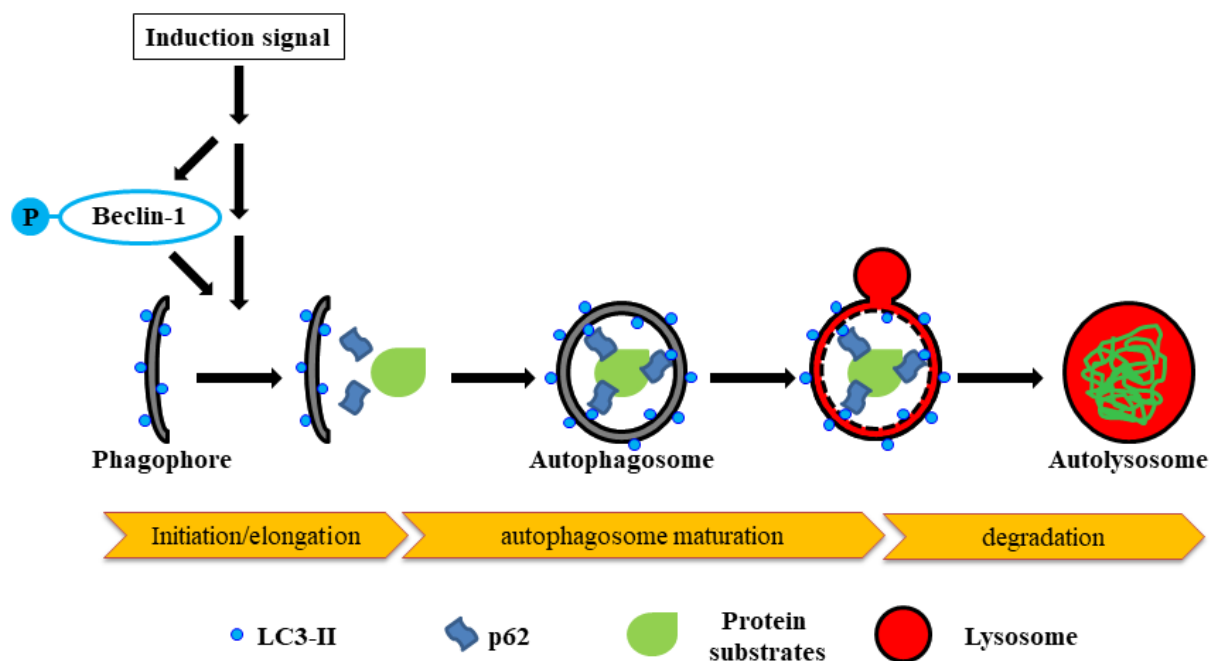 Induction signal
P
Beclin-1
Phagophore
Autophagosome
Autolysosome
Initiation/elongation
autophagosome maturation
degradation
LC3-II
p62
Protein
substrates
Lysosome